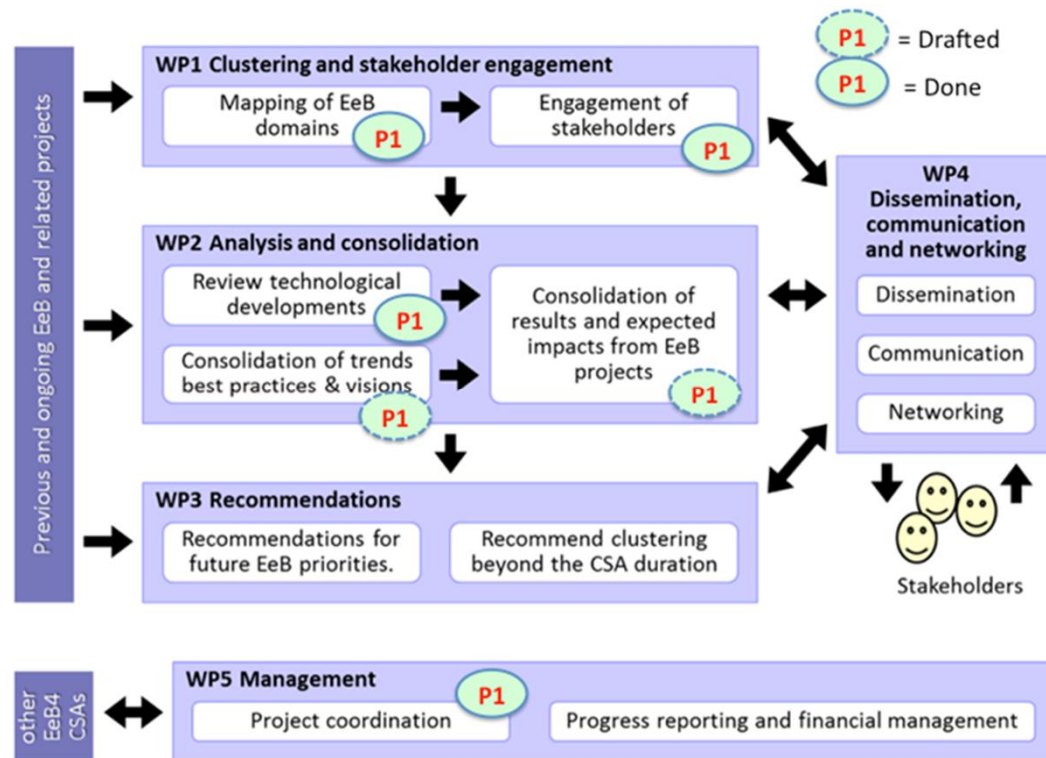 P1 = Drafted
P1 = Done
Previous and ongoing EeB and related projects
WP1 Clustering and stakeholder engagement
Mapping of EeB
domains
P1
Engagement of
stakeholders
P1
WP2 Analysis and consolidation
Review technological
developments
P1
Consolidation of trends
best practices & visions
P1
Consolidation of
results and expected
impacts from EeB
projects
P1
WP3 Recommendations
Recommendations for
future EeB priorities.
Recommend clustering
beyond the CSA duration
WP4
Dissemination,
communication
and networking
Dissemination
Communication
Networking
Stakeholders
other
EeB4
CSAs
WP5 Management
P1
Project coordination
Progress reporting and financial management